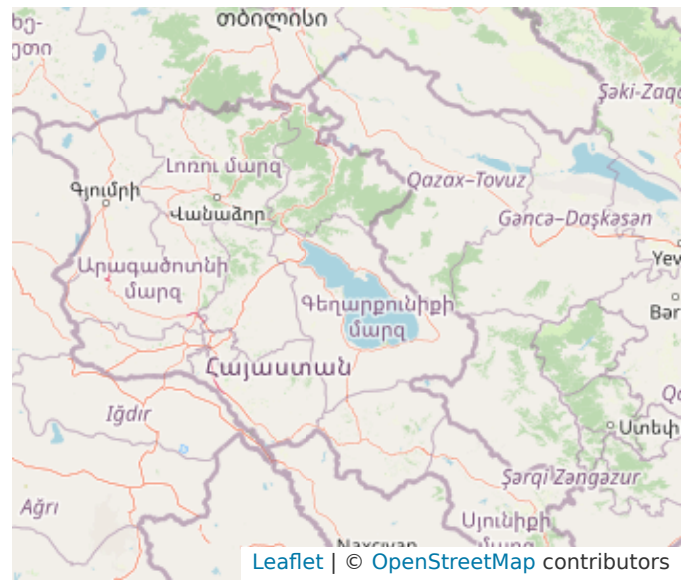 თბილისი
Şəki-Zaqa
Լոռու մարզ
Qazax–Tovuz
Գյումրի
Վանաձոր
Gəncə–Daşkəsən
Արագածոտնի
մարզ
Yev
Գեղարքունիքի
մարզ
Bər
Հայաստան
Iğdır
Ստեփ
Şərqi Zəngəzur
Ağrı
Սյունիքի
Leaflet | © OpenStreetMap contributors